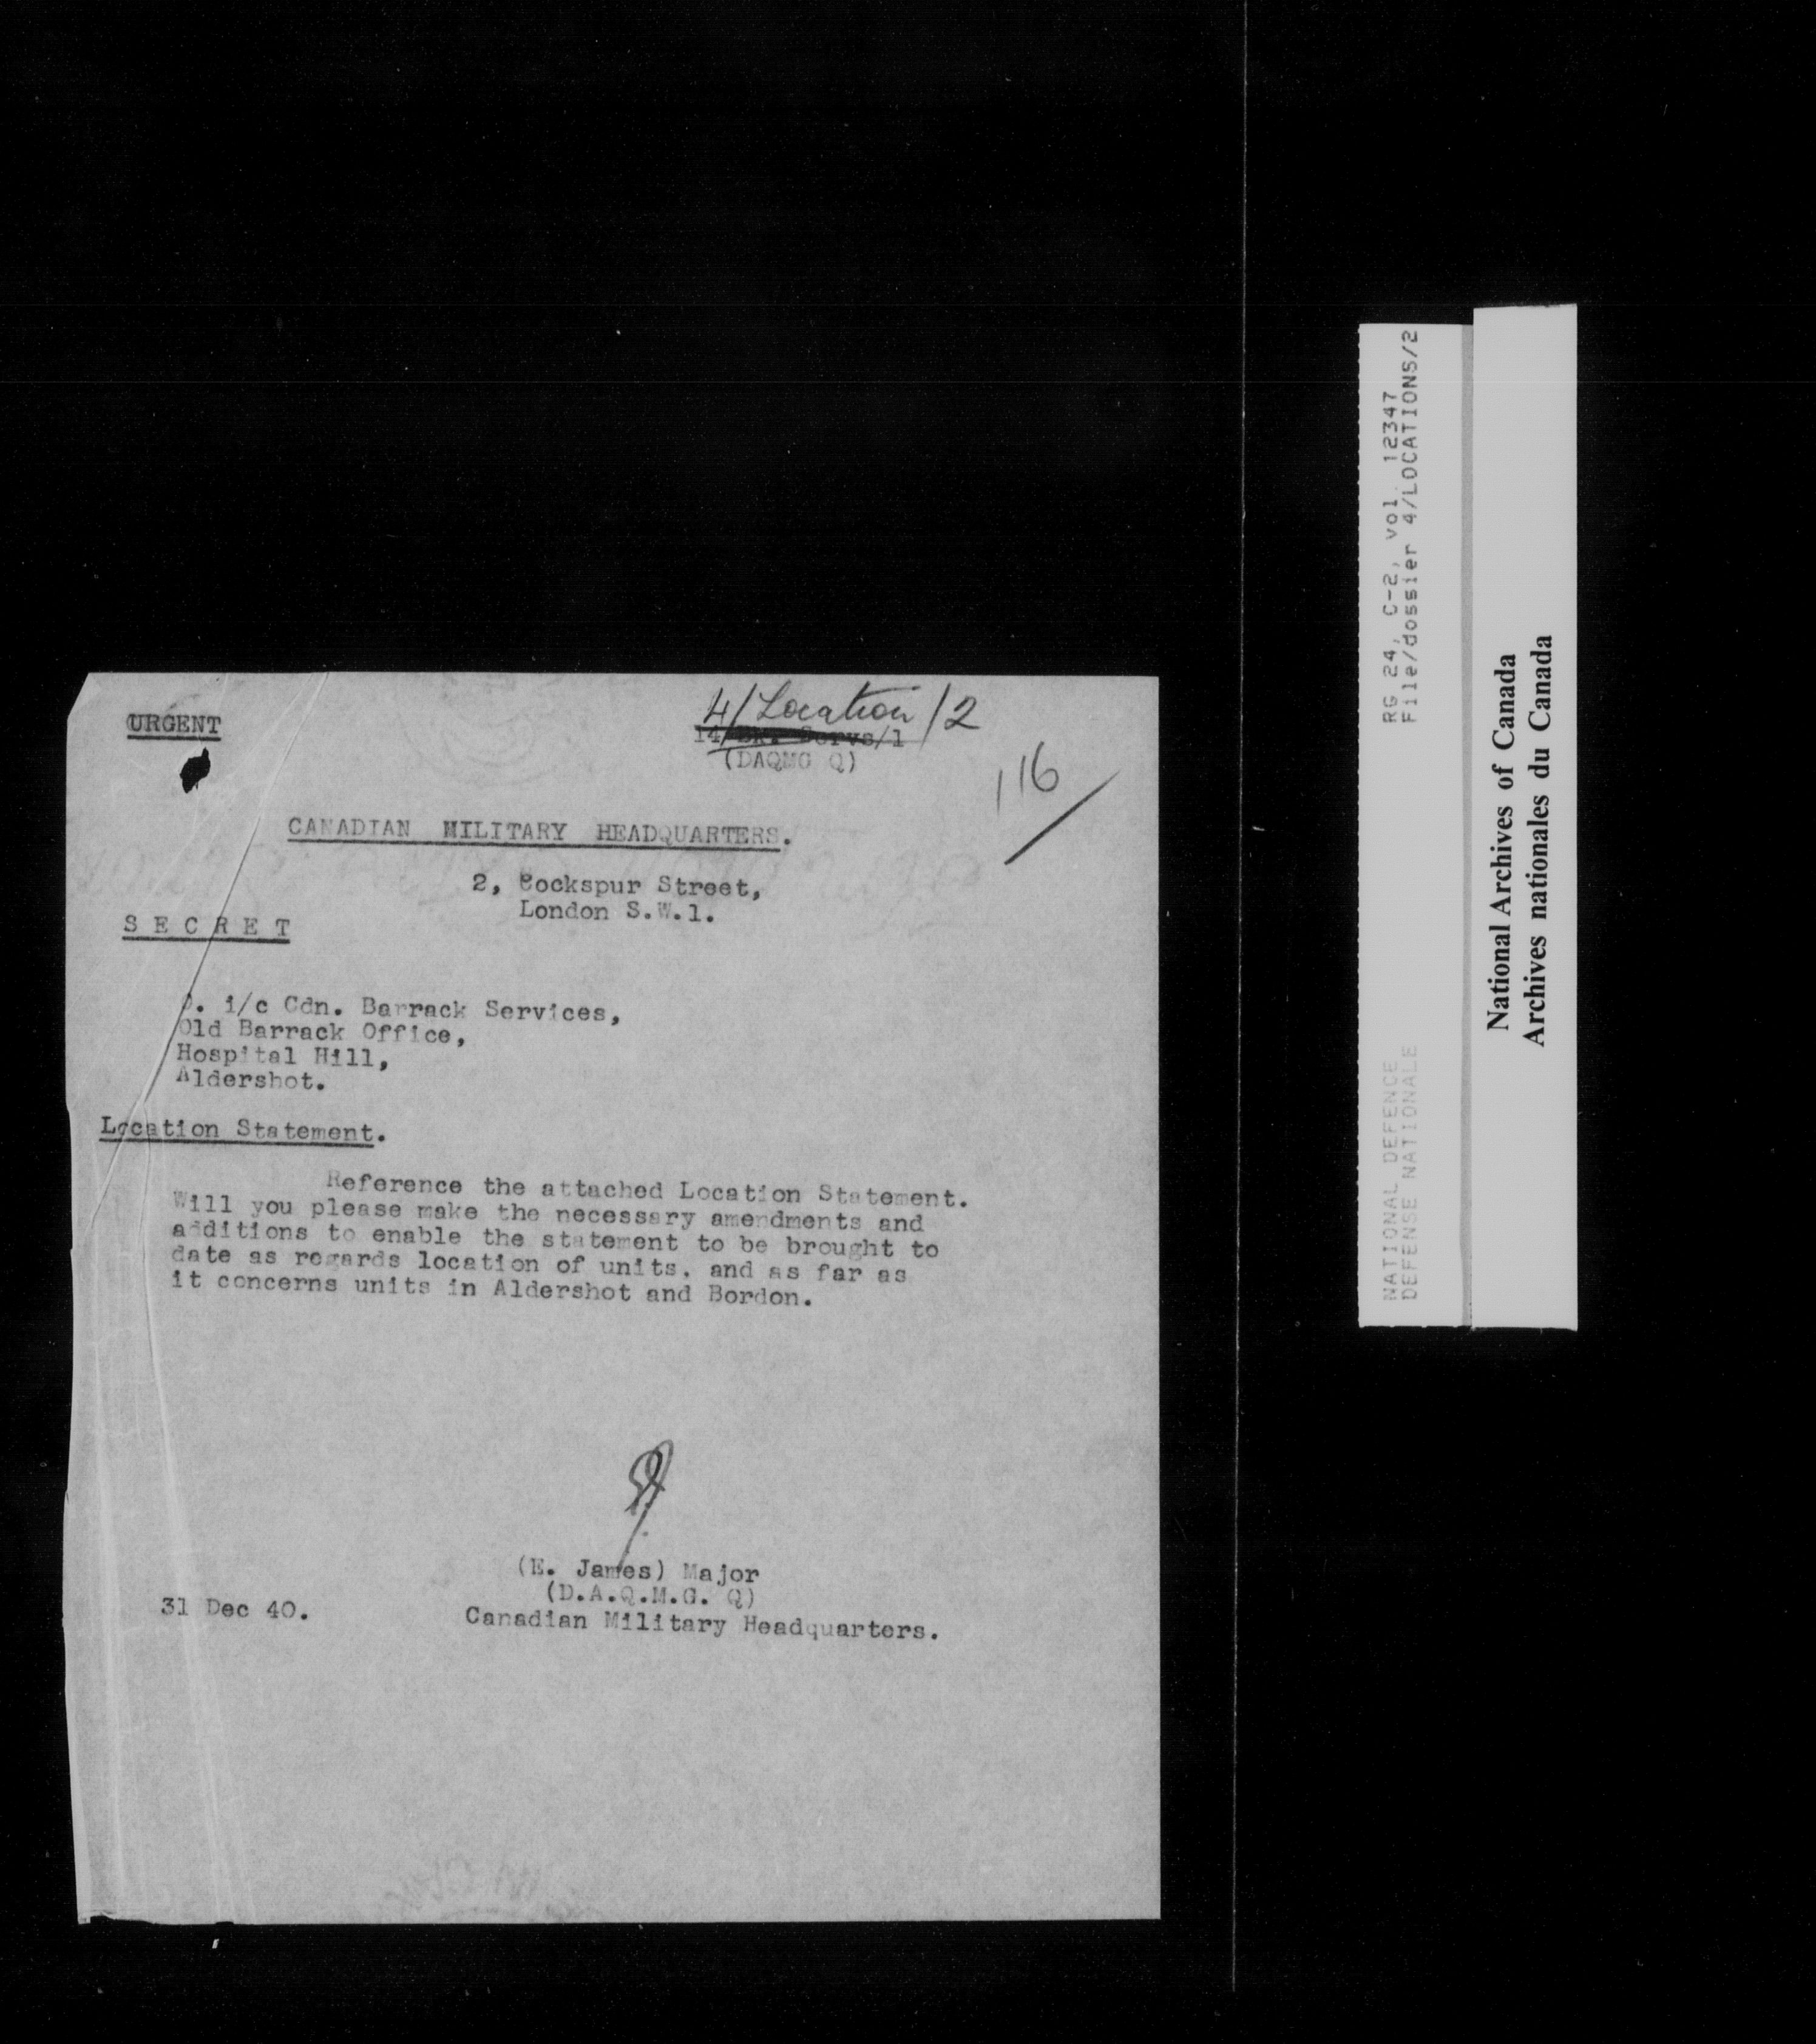 URGENT
4/Location/2
14/Bk. Servs/1
(DAQMG Q)
116
CANADIAN MILITARY HEADQUARTERS.
2, Cockspur Street,
London S.W.1.
S E C R E T
O. i/c Cdn. Barrack Services,
Old Barrack Office,
Hospital Hill,
Aldershot.
Location Statement.
Reference the attached Location Statement.
Will you please make the necessary amendments and
additions to enable the statement to be brought to
date as regards location of units. and as far as
it concerns units in Aldershot and Bordon.
(E. James) Major
(D.A.Q.M.G. Q)
31 Dec 40.
Canadian Military Headquarters.
RG 24, C-2, vol. 12347
File/dossier 4/LOCATIONS/2
NATIONAL DEFENCE
DEFENSE NATIONALE
National Archives of Canada
Archives nationales du Canada